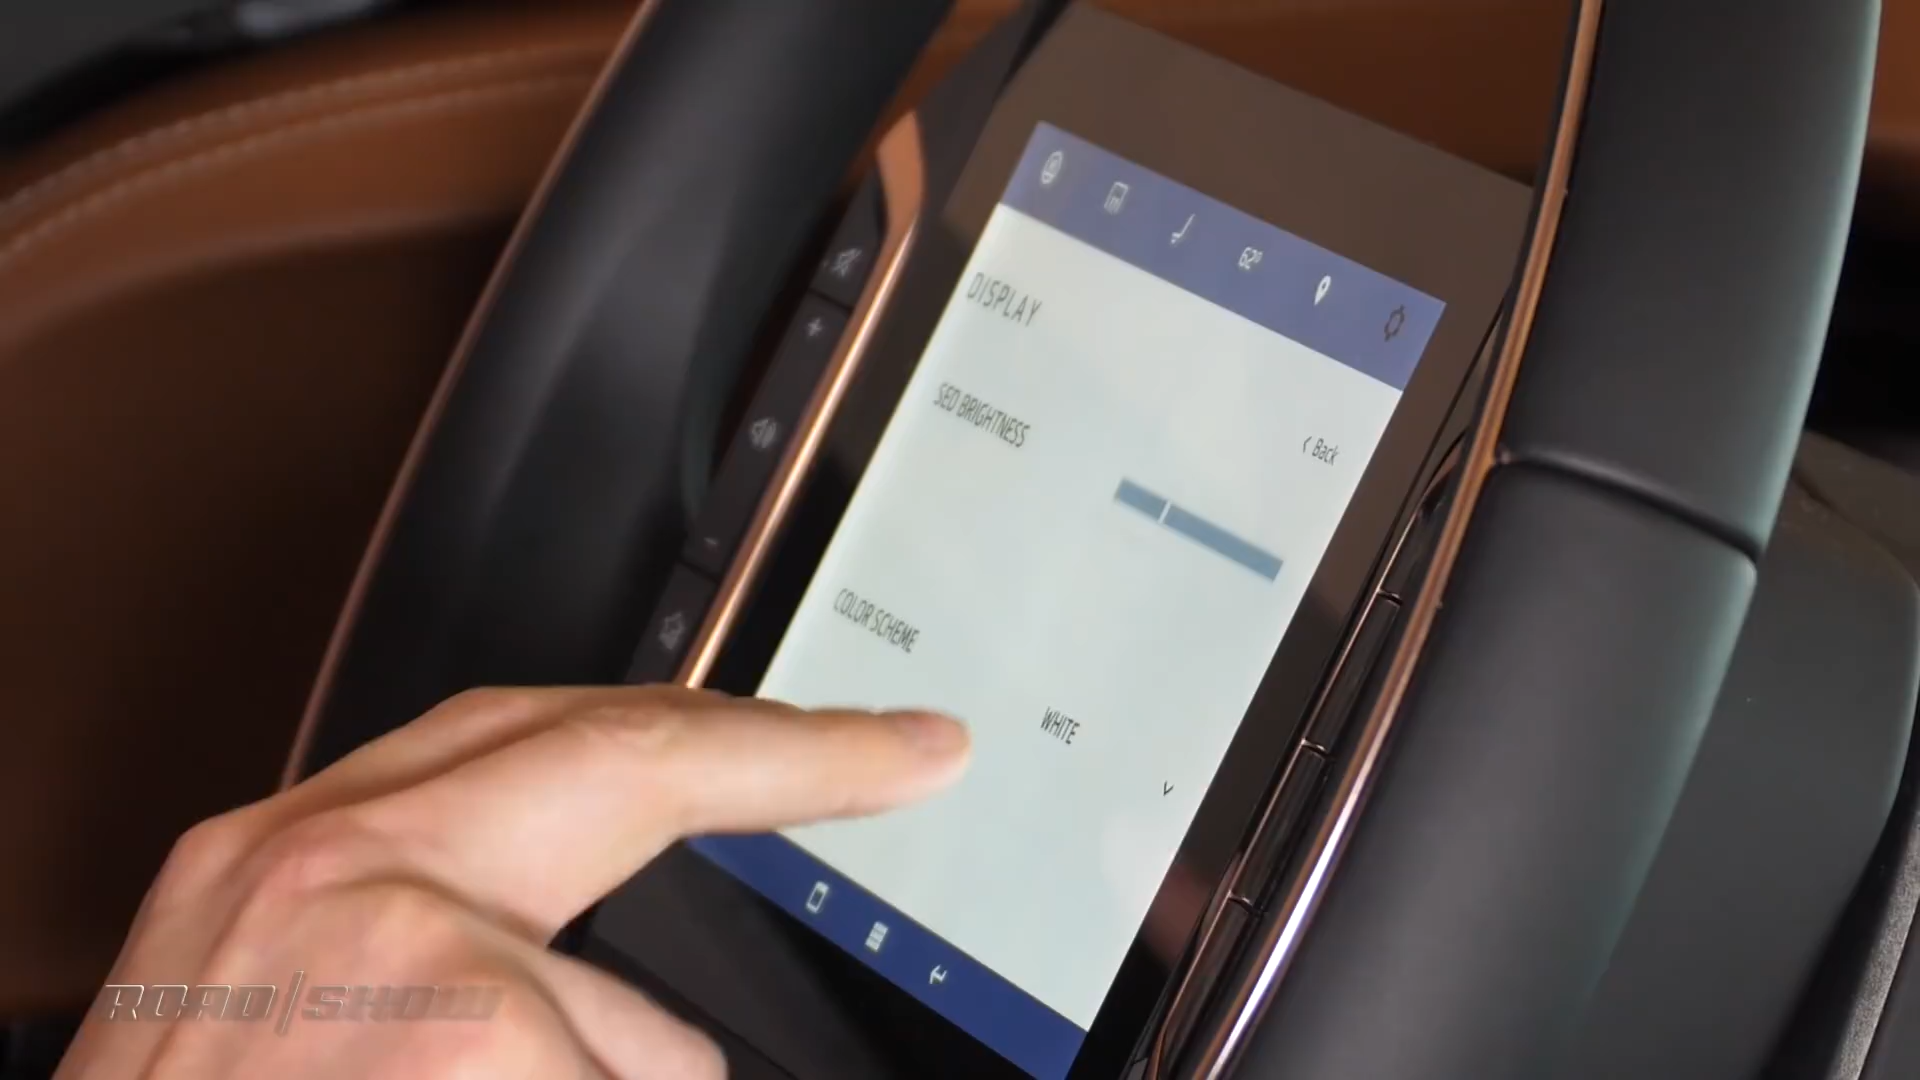 62°
DISPLAY
SED BRIGHTNESS
< Back
COLOR SCHEME
WHITE
ROAD|SHOW